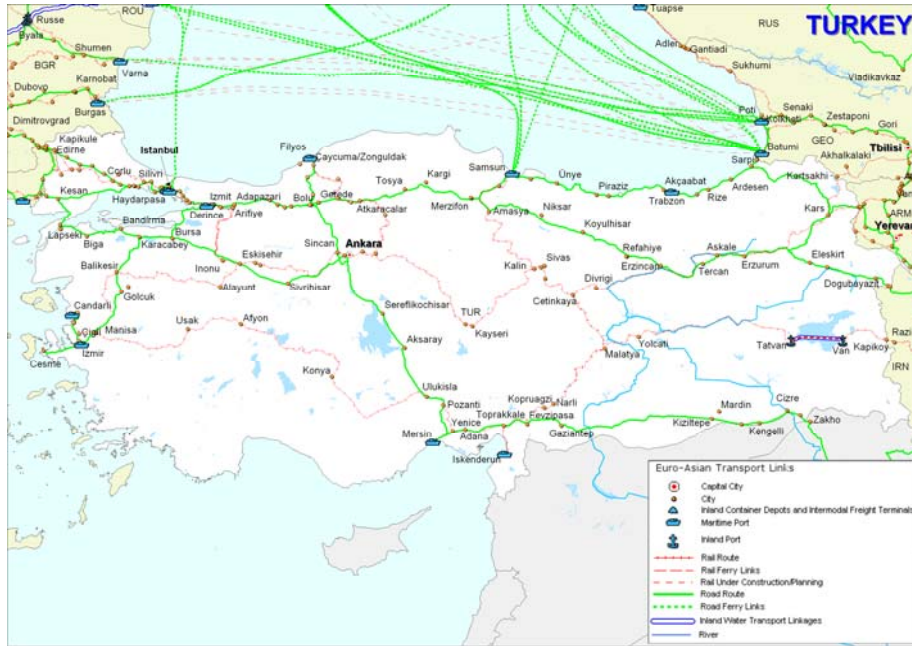 TURKEY
ROU
Russe
Byala
Shumen
BGR
Varna
Karnobat
Dubovo
Burgas
Dimitrovgrad
Tuapse
RUS
Adler
Gantiadi
Sukhumi
Vladikavkaz
Poti
Senaki
Kolkheti
Zestaponi
GEO
Gori
Batumi
Tbilisi
Sarpi
Akhalkalaki
Kartsakhi
Kapikule
Edirne
Istanbul
Corlu
Silivri
Kesan
Haydarpasa
Izmit
Adapazari
Derince
Arifiye
Filyos
Caycuma/Zonguldak
Bolu
Gerede
Tosya
Kargi
Atkaracalar
Merzifon
Samsun
Amasya
Ünye
Niksar
Piraziz
Akçaabat
Trabzon
Rize
Ardesen
Kars
ARM
Yerevan
Koyulhisar
Refahiye
Erzincam
Askale
Tercan
Erzurum
Eleskirt
Dogubayazit
Lapseki
Bandirma
Bursa
Biga
Karacabey
Balikesir
Inonu
Eskisehir
Sincan
Ankara
Alayunt
Sivrihisar
Golcuk
Candarli
Manisa
Izmir
Cesme
Usak
Afyon
Konya
Sereflikochisar
Aksaray
TUR
Kayseri
Kalin
Sivas
Divrigi
Cetinkaya
Malatya
Yolcati
Tatvan
Van
Kapikoy
Razi
IRN
Ulukisla
Pozanti
Yenice
Mersin
Adana
Toprakkale
Iskenderun
Kopruagzi
Narli
Fevzipasa
Gaziantep
Mardin
Kiziltepe
Kengelli
Cizre
Zakho
Euro-Asian Transport Links
Capital City
City
Inland Container Depots and Intermodal Freight Terminals
Maritime Port
Inland Port
Rail Route
Rail Ferry Links
Rail Under Construction/Planning
Road Route
Road Ferry Links
Inland Water Transport Linkages
River